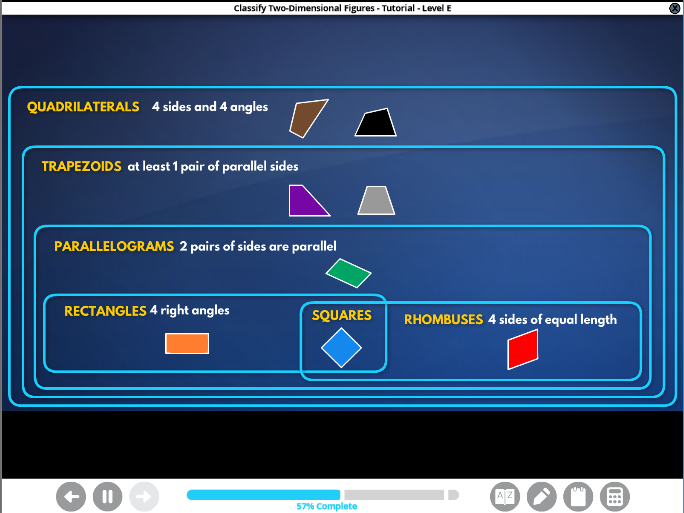 Classify Two-Dimensional Figures - Tutorial - Level E
X
QUADRILATERALS 4 sides and 4 angles
TRAPEZOIDS at least 1 pair of parallel sides
PARALLELOGRAMS 2 pairs of sides are parallel
RECTANGLES 4 right angles
SQUARES
RHOMBUSES 4 sides of equal length
57% Complete
A Z